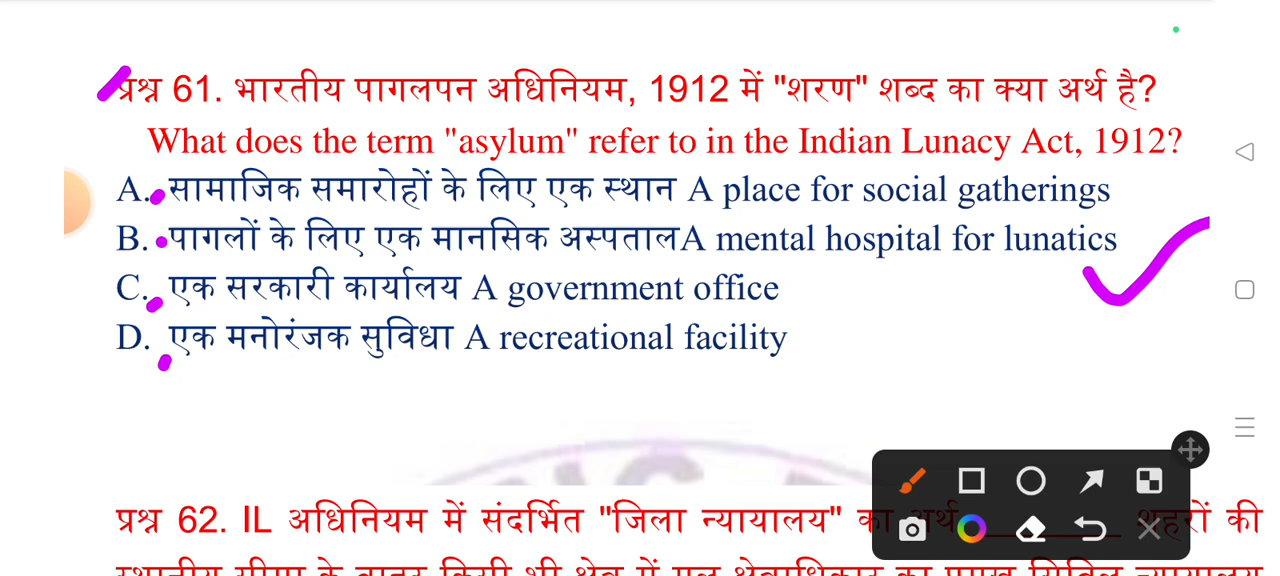 प्रश्न 61. भारतीय पागलपन अधिनियम, 1912 में "शरण" शब्द का क्या अर्थ है?
What does the term "asylum" refer to in the Indian Lunacy Act, 1912?
A. सामाजिक समारोहों के लिए एक स्थान A place for social gatherings
B. पागलों के लिए एक मानसिक अस्पतालA mental hospital for lunatics
C. एक सरकारी कार्यालय A government office
D. एक मनोरंजक सुविधा A recreational facility
प्रश्न 62. IL अधिनियम में संदर्भित "जिला न्यायालय" का अर्थ शहरों की